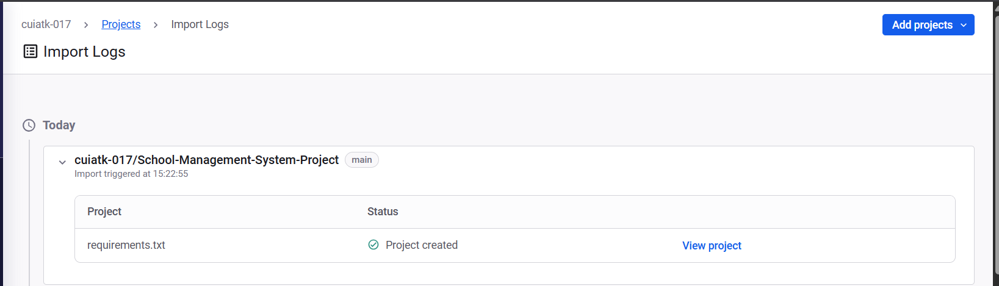 cuiatk-017 > Projects > Import Logs
Add projects
Import Logs
Today
cuiatk-017/School-Management-System-Project main
Import triggered at 15:22:55
Project Status
requirements.txt Project created View project